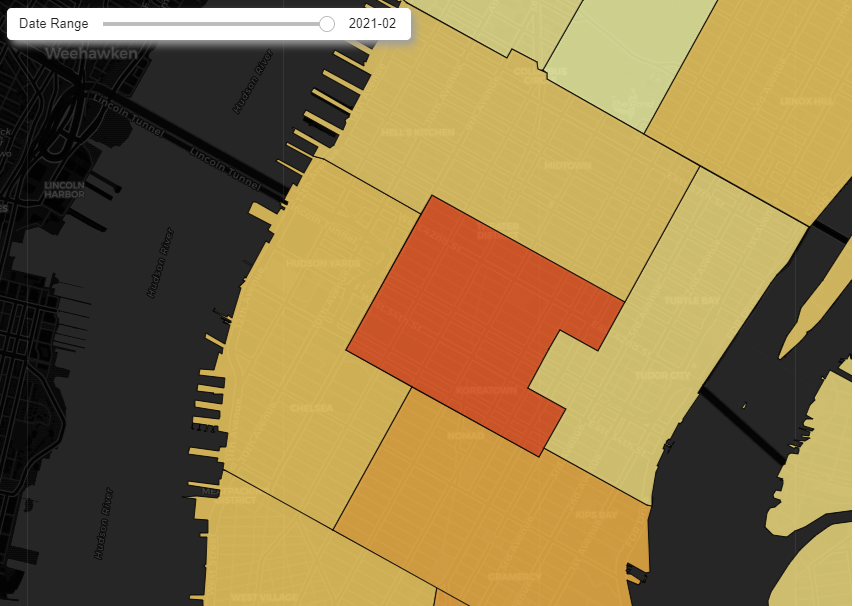 Date Range
2021-02
Weehawken
Hudson River
Lincoln Tunnel
Lincoln Tunnel
LENOX HILL
HELL'S KITCHEN
MIDTOWN
LINCOLN
HARBOR
Hudson River
HUDSON YARDS
TURTLE BAY
TUDOR CITY
KOREATOWN
CHELSEA
NOMAD
KIPS BAY
Hudson River
GRAMERCY
WEST VILLAGE